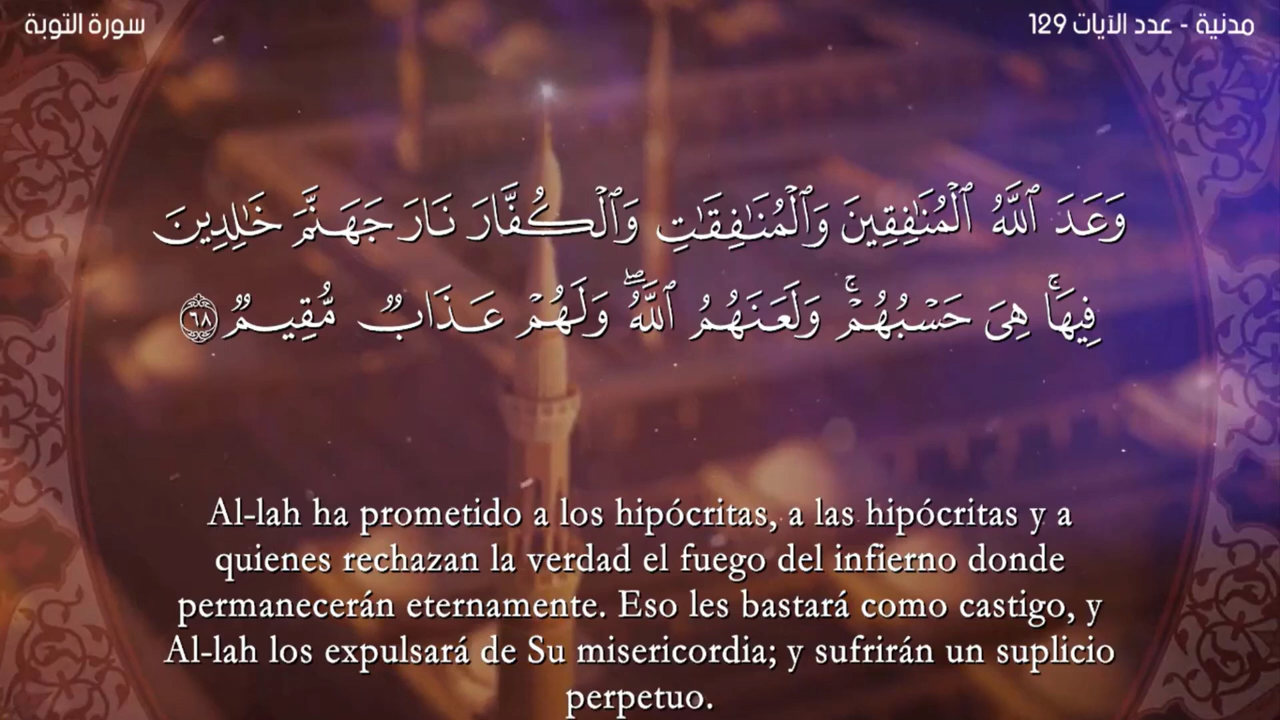 سورة التوبة
مدنية - عدد الآيات 129
وَعَدَ ٱللَّهُ ٱلۡمُنَٰفِقِينَ وَٱلۡمُنَٰفِقَٰتِ وَٱلۡكُفَّارَ نَارَ جَهَنَّمَ خَٰلِدِينَ
فِيهَاۚ هِيَ حَسۡبُهُمۡۚ وَلَعَنَهُمُ ٱللَّهُۖ وَلَهُمۡ عَذَابٞ مُّقِيمٞ ٦٨
Al-lah ha prometido a los hipócritas, a las hipócritas y a
quienes rechazan la verdad el fuego del infierno donde
permanecerán eternamente. Eso les bastará como castigo, y
Al-lah los expulsará de Su misericordia; y sufrirán un suplicio
perpetuo.